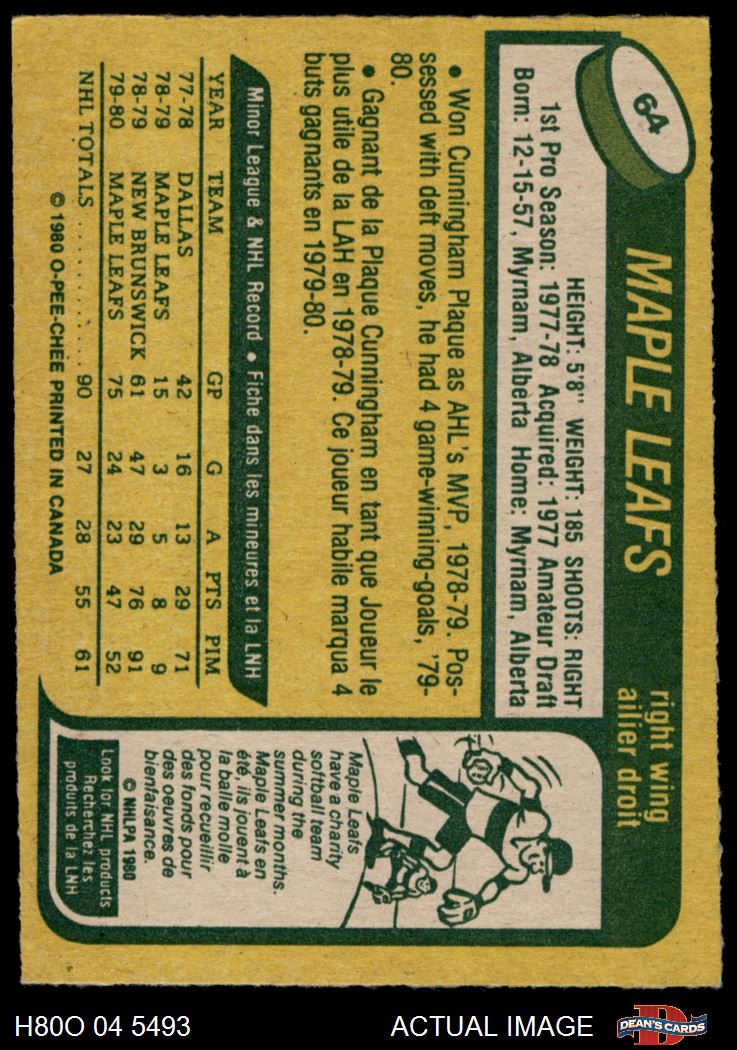 64
MAPLE LEAFS
right wing
ailier droit
HEIGHT: 5'8" WEIGHT: 185 SHOOTS: RIGHT
1st Pro Season: 1977-78 Acquired: 1977 Amateur Draft
Born: 12-15-57, Myrnam, Alberta Home: Myrnam, Alberta
• Won Cunningham Plaque as AHL's MVP, 1978-79. Pos-
sessed with deft moves, he had 4 game-winning-goals, '79-
80.
• Gagnant de la Plaque Cunningham en tant que Joueur le
plus utile de la LAH en 1978-79. Ce joueur habile marqua 4
buts gagnants en 1979-80.
Minor League & NHL Record • Fiche dans les mineures et la LNH
YEAR TEAM GP G A PTS PIM
77-78 DALLAS 42 16 13 29 71
78-79 MAPLE LEAFS 15 3 5 8 9
78-79 NEW BRUNSWICK 61 47 29 76 91
79-80 MAPLE LEAFS 75 24 23 47 52
NHL TOTALS .......... 90 27 28 55 61
© 1980 O-PEE-CHEE PRINTED IN CANADA
Maple Leafs
have a charity
softball team
during the
summer months.
Maple Leafs en
été, ils jouent à
la balle molle
pour recueillir
des fonds pour
des oeuvres de
bienfaisance.
© NHLPA 1980
Look for NHL products
Recherchez les
produits de la LNH
H80O 04 5493
ACTUAL IMAGE
D
DEAN'S CARDS